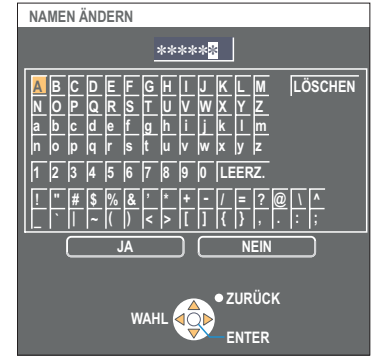 NAMEN ÄNDERN
******
A B C D E F G H I J K L M LÖSCHEN
N O P Q R S T U V W X Y Z
a b c d e f g h i j k l m
n o p q r s t u v w x y z
1 2 3 4 5 6 7 8 9 0 LEERZ.
! " # $ % & ' * + - / = ? @ \ ^
_ ` | ~ ( ) < > [ ] { } , . : ;
JA NEIN
ZURÜCK
WAHL
ENTER